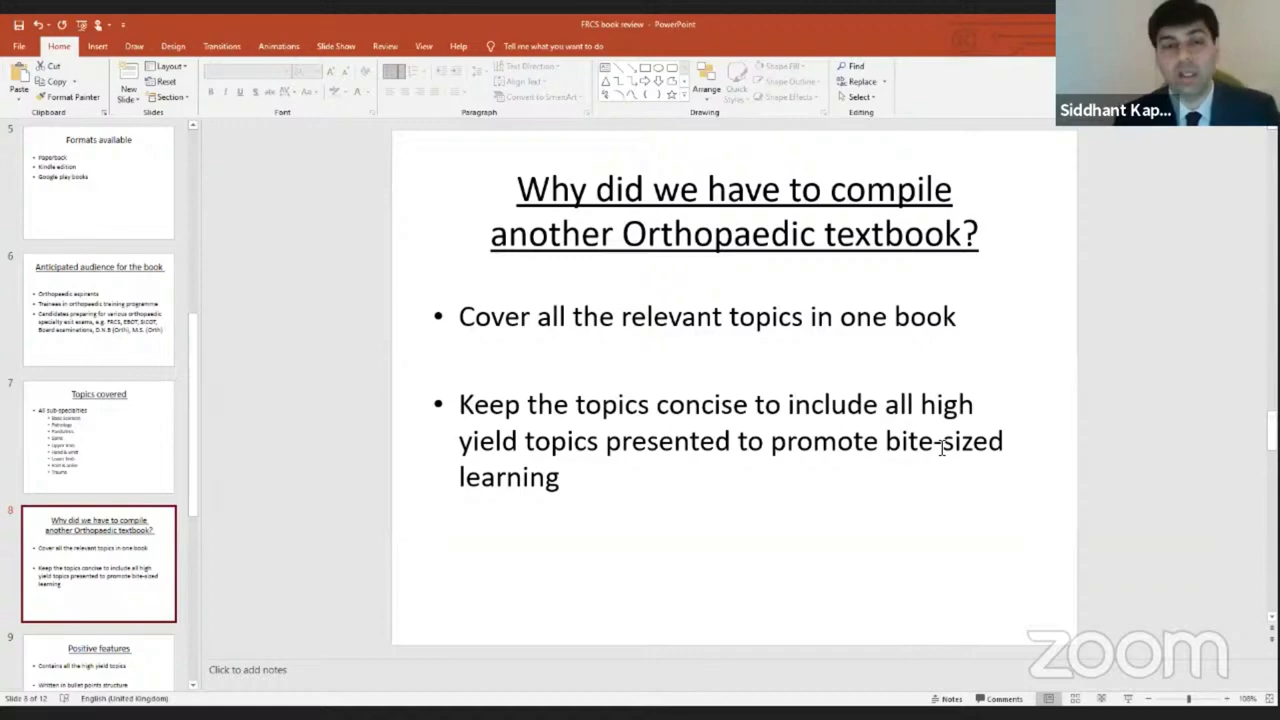 FRCS book review - PowerPoint
File Home Insert Draw Design Transitions Animations Slide Show Review View Help Tell me what you want to do
Paste
Cut
Copy
Format Painter
Clipboard
New
Slide
Layout
Reset
Section
Slides
Font
Text Direction
Align Text
Convert to SmartArt
Paragraph
Arrange
Quick
Styles
Shape Fill
Shape Outline
Shape Effects
Drawing
Find
Replace
Select
Editing
Siddhant Kap...
5
Formats available
• Paperback
• Kindle edition
• Google play books
6
Anticipated audience for the book
• Orthopaedic aspirants
• Trainees in orthopaedic training programme
• Candidates preparing for various orthopaedic
specialty exit exams, e.g. FRCS, EBOT, SICOT,
Board examinations, D.N.B (Orth), M.S. (Orth)
7
Topics covered
• All sub-specialties
• Basic sciences
• Pathology
• Paediatrics
• Spine
• Upper limb
• Hand & wrist
• Lower limb
• Foot & ankle
• Trauma
8
Why did we have to compile
another Orthopaedic textbook?
• Cover all the relevant topics in one book
• Keep the topics concise to include all high
yield topics presented to promote bite-sized
learning
9
Positive features
• Contains all the high yield topics
• Written in bullet points structure
Why did we have to compile
another Orthopaedic textbook?
• Cover all the relevant topics in one book
• Keep the topics concise to include all high
yield topics presented to promote bite-sized
learning
zoom
Click to add notes
Slide 8 of 12 English (United Kingdom) Notes Comments 108%